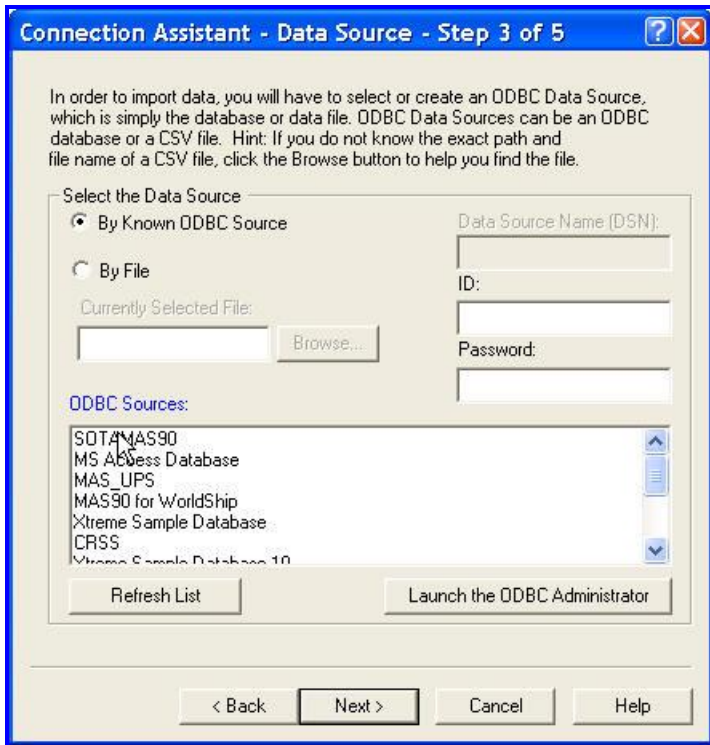 Connection Assistant - Data Source - Step 3 of 5
In order to import data, you will have to select or create an ODBC Data Source,
which is simply the database or data file. ODBC Data Sources can be an ODBC
database or a CSV file.  Hint: If you do not know the exact path and
file name of a CSV file, click the Browse button to help you find the file.
Select the Data Source
By Known ODBC Source
Data Source Name (DSN):
By File
ID:
Currently Selected File:
Browse...
Password:
ODBC Sources:
SOTAMAS90
MS Access Database
MAS_UPS
MAS90 for WorldShip
Xtreme Sample Database
CRSS
Xtreme Sample Database 10
Refresh List
Launch the ODBC Administrator
< Back
Next >
Cancel
Help